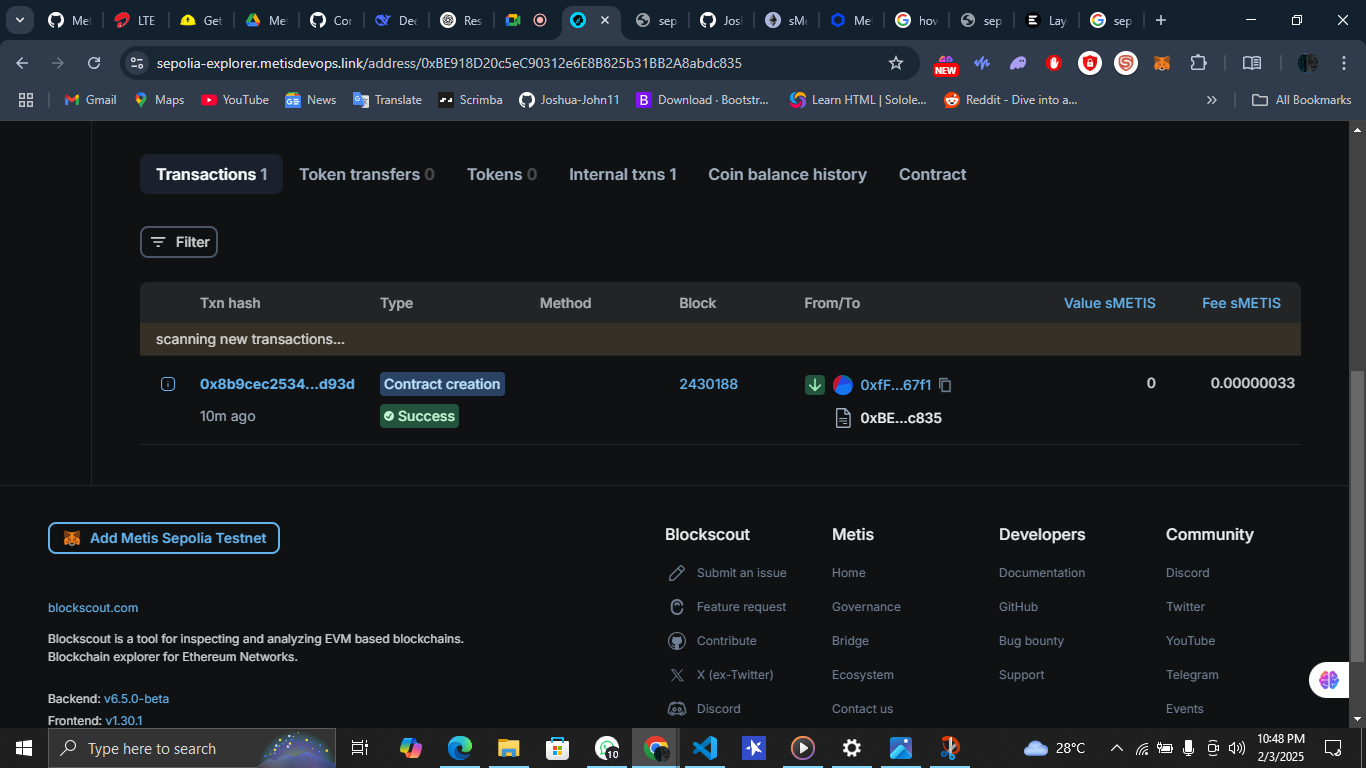 Met
LTE
Get
Met
Cor
Dee
Res
sep
Josl
sMe
Met
hov
sep
Lay
sep
sepolia-explorer.metisdevops.link/address/0xBE918D20c5eC90312e6E8B825b31BB2A8abdc835
NEW
Gmail
Maps
YouTube
News
Translate
Scrimba
Joshua-John11
Download · Bootstr...
Learn HTML | Solole...
Reddit - Dive into a...
»
All Bookmarks
Transactions 1
Token transfers 0
Tokens 0
Internal txns 1
Coin balance history
Contract
Filter
Txn hash Type Method Block From/To Value sMETIS Fee sMETIS
scanning new transactions...
0x8b9cec2534...d93d Contract creation 2430188 0xfF...67f1 0 0.00000033
10m ago Success 0xBE...c835
Add Metis Sepolia Testnet
blockscout.com
Blockscout is a tool for inspecting and analyzing EVM based blockchains.
Blockchain explorer for Ethereum Networks.
Backend: v6.5.0-beta
Frontend: v1.30.1
Blockscout
Submit an issue
Feature request
Contribute
X (ex-Twitter)
Discord
Metis
Home
Governance
Bridge
Ecosystem
Contact us
Developers
Documentation
GitHub
Bug bounty
Support
Community
Discord
Twitter
YouTube
Telegram
Events
Type here to search
10
28°C
10:48 PM
2/3/2025